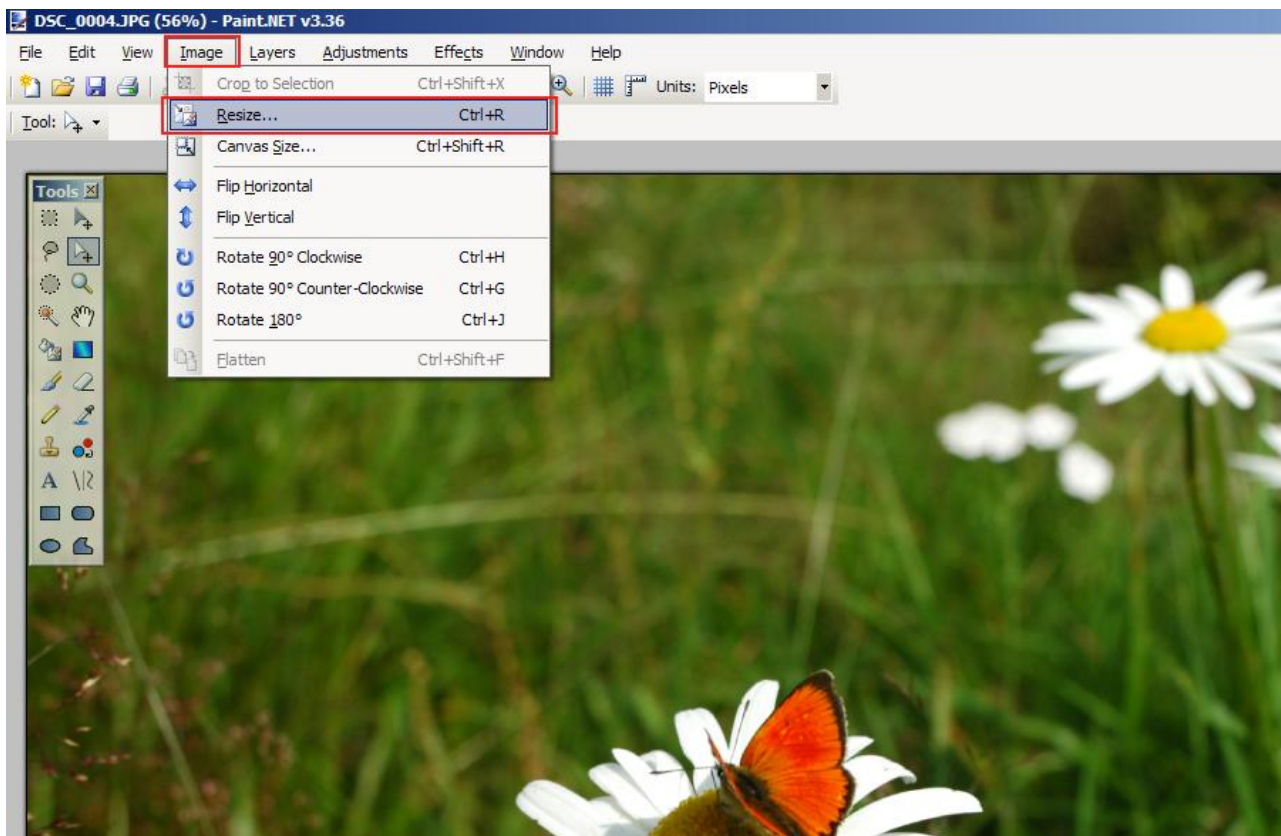 DSC_0004.JPG (56%) - Paint.NET v3.36
File Edit View Image Layers Adjustments Effects Window Help
Units: Pixels
Tool:
Crop to Selection Ctrl+Shift+X
Resize... Ctrl+R
Canvas Size... Ctrl+Shift+R
Flip Horizontal
Flip Vertical
Rotate 90° Clockwise Ctrl+H
Rotate 90° Counter-Clockwise Ctrl+G
Rotate 180° Ctrl+J
Flatten Ctrl+Shift+F
Tools
A